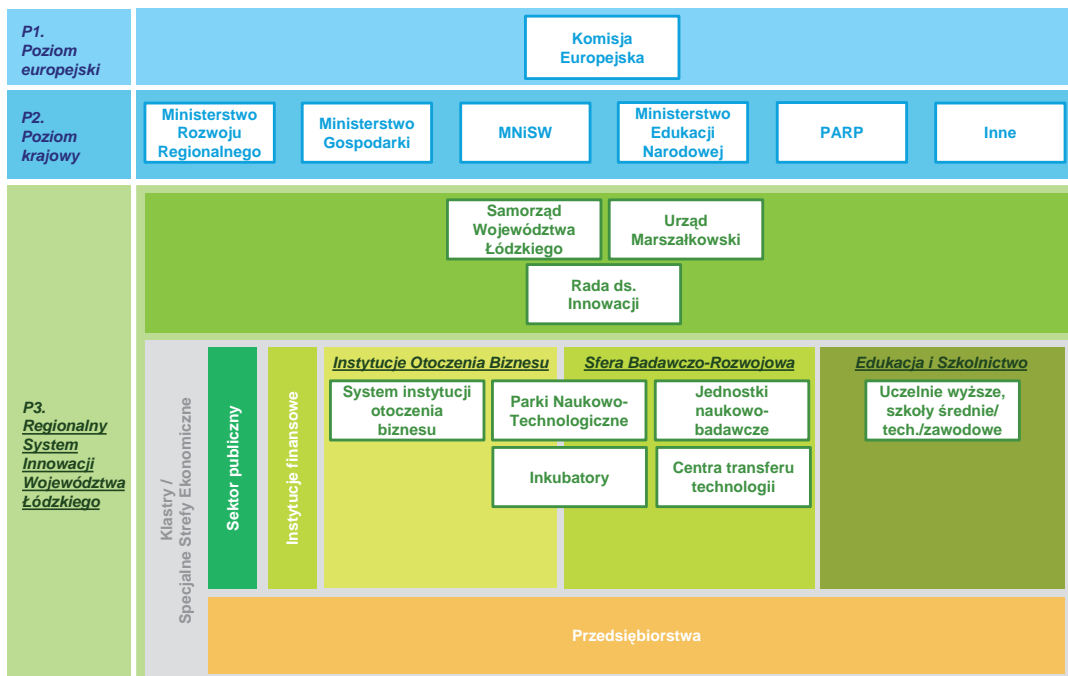 P1.
Poziom
europejski
Komisja
Europejska
P2.
Poziom
krajowy
Ministerstwo
Rozwoju
Regionalnego
Ministerstwo
Gospodarki
MNiSW
Ministerstwo
Edukacji
Narodowej
PARP
Inne
P3.
Regionalny
System
Innowacji
Województwa
Łódzkiego
Samorząd
Województwa
Łódzkiego
Urząd
Marszałkowski
Rada ds.
Innowacji
Klastry /
Specjalne Strefy Ekonomiczne
Sektor publiczny
Instytucje finansowe
Instytucje Otoczenia Biznesu
System instytucji
otoczenia
biznesu
Parki Naukowo-
Technologiczne
Inkubatory
Sfera Badawczo-Rozwojowa
Jednostki
naukowo-
badawcze
Centra transferu
technologii
Edukacja i Szkolnictwo
Uczelnie wyższe,
szkoły średnie/
tech./zawodowe
Przedsiębiorstwa